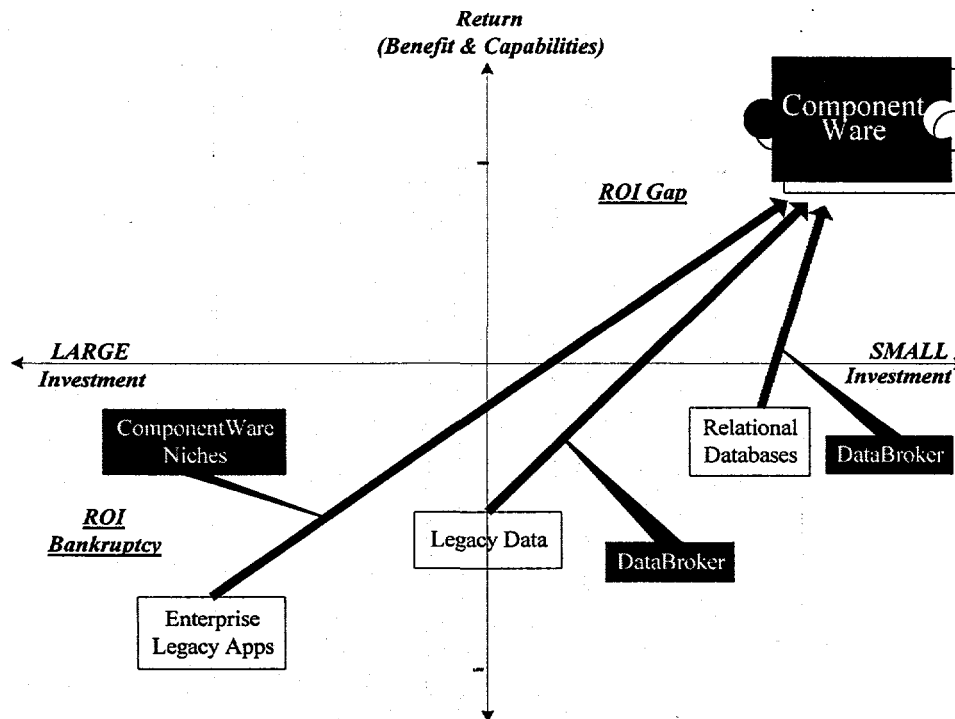 Return
(Benefit & Capabilities)
Component
Ware
ROI Gap
LARGE
Investment
SMALL
Investment
ComponentWare
Niches
Relational
Databases
DataBroker
ROI
Bankruptcy
Legacy Data
DataBroker
Enterprise
Legacy Apps